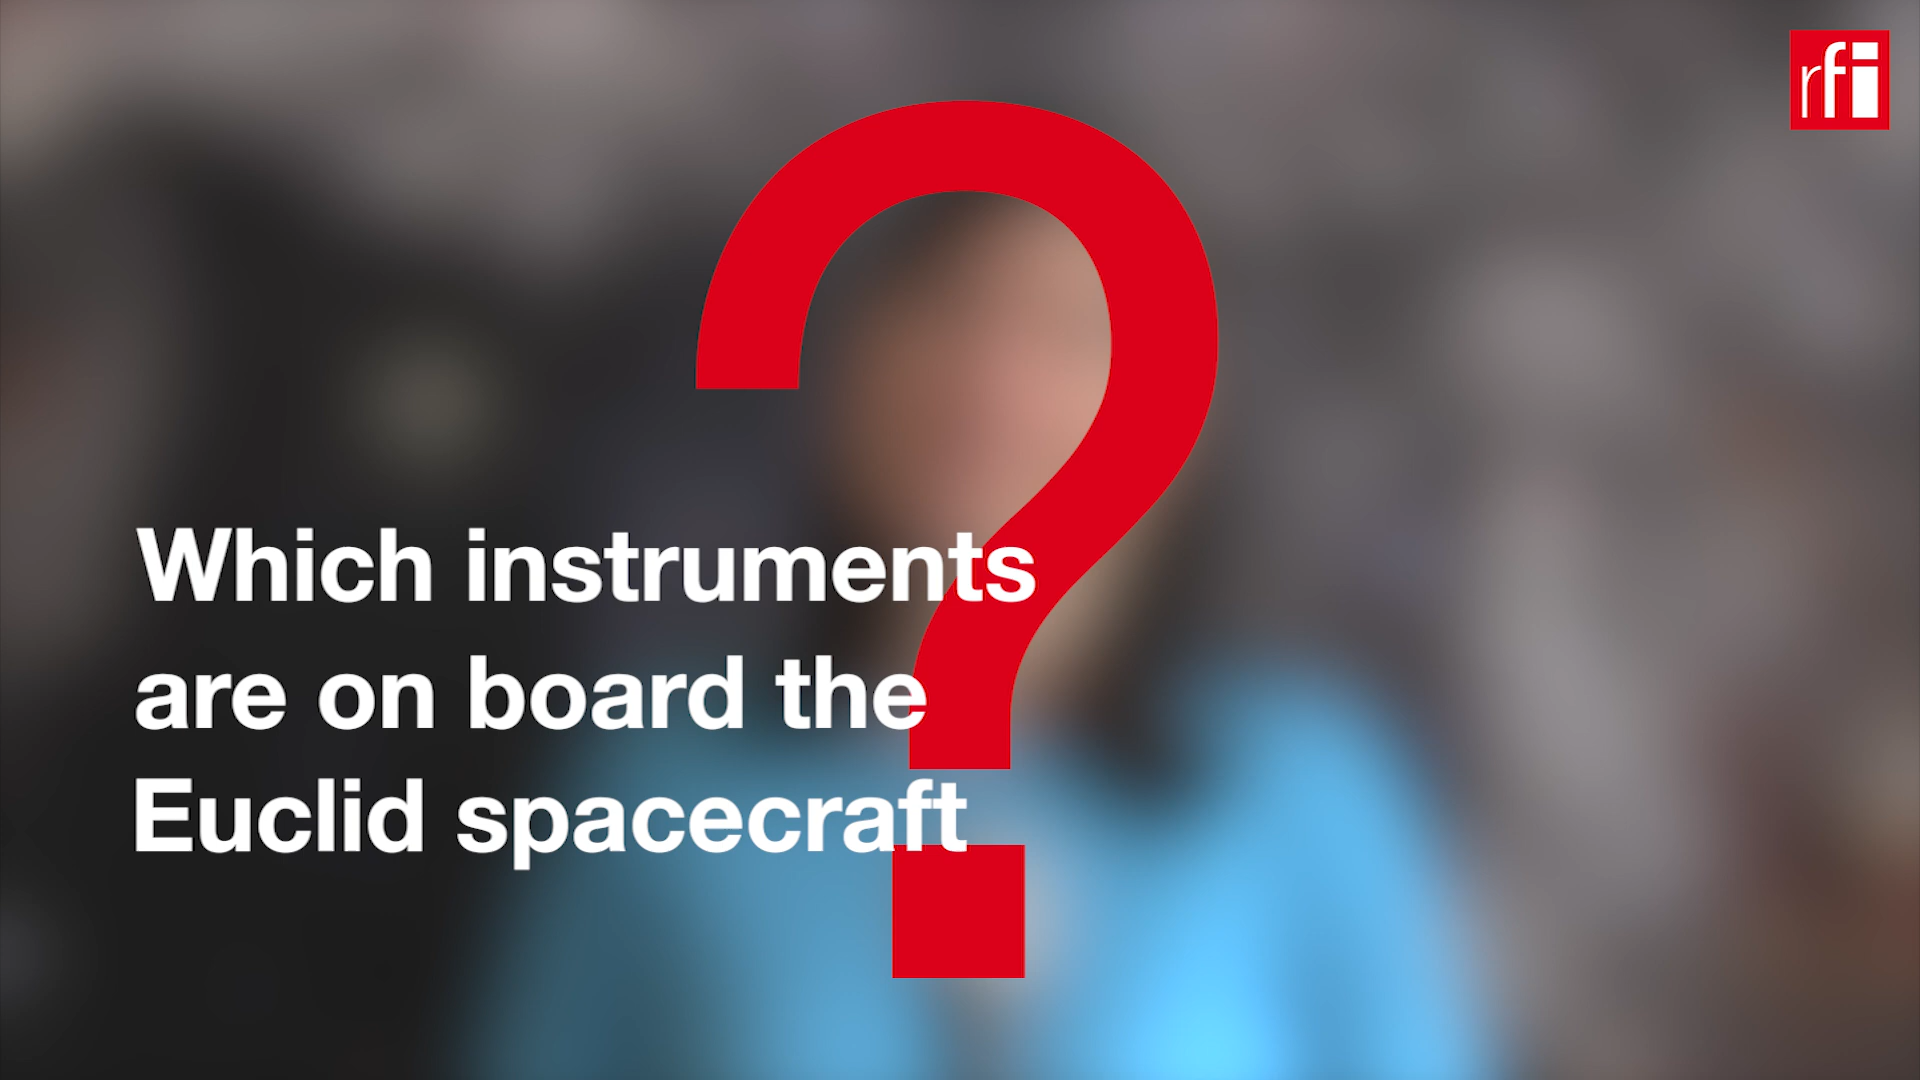 rfi
Which instruments
are on board the
Euclid spacecraft
?